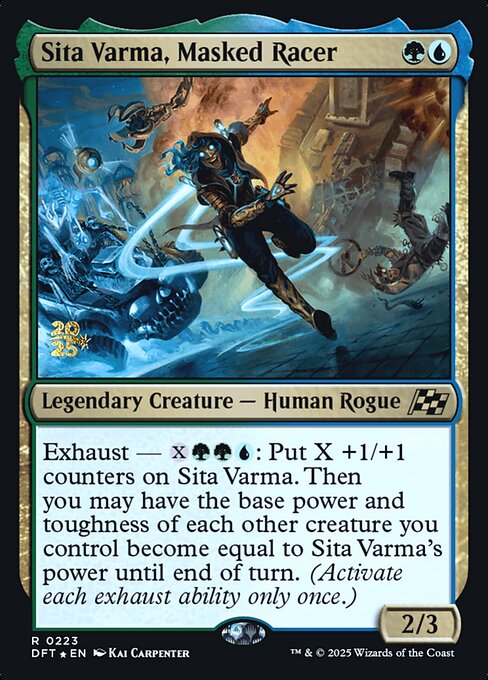 Sita Varma, Masked Racer
2025
Legendary Creature — Human Rogue
Exhaust — X: Put X +1/+1
counters on Sita Varma. Then
you may have the base power and
toughness of each other creature you
control become equal to Sita Varma's
power until end of turn. (Activate
each exhaust ability only once.)
2/3
R 0223
DFT ★ EN Kai Carpenter
™ & © 2025 Wizards of the Coast